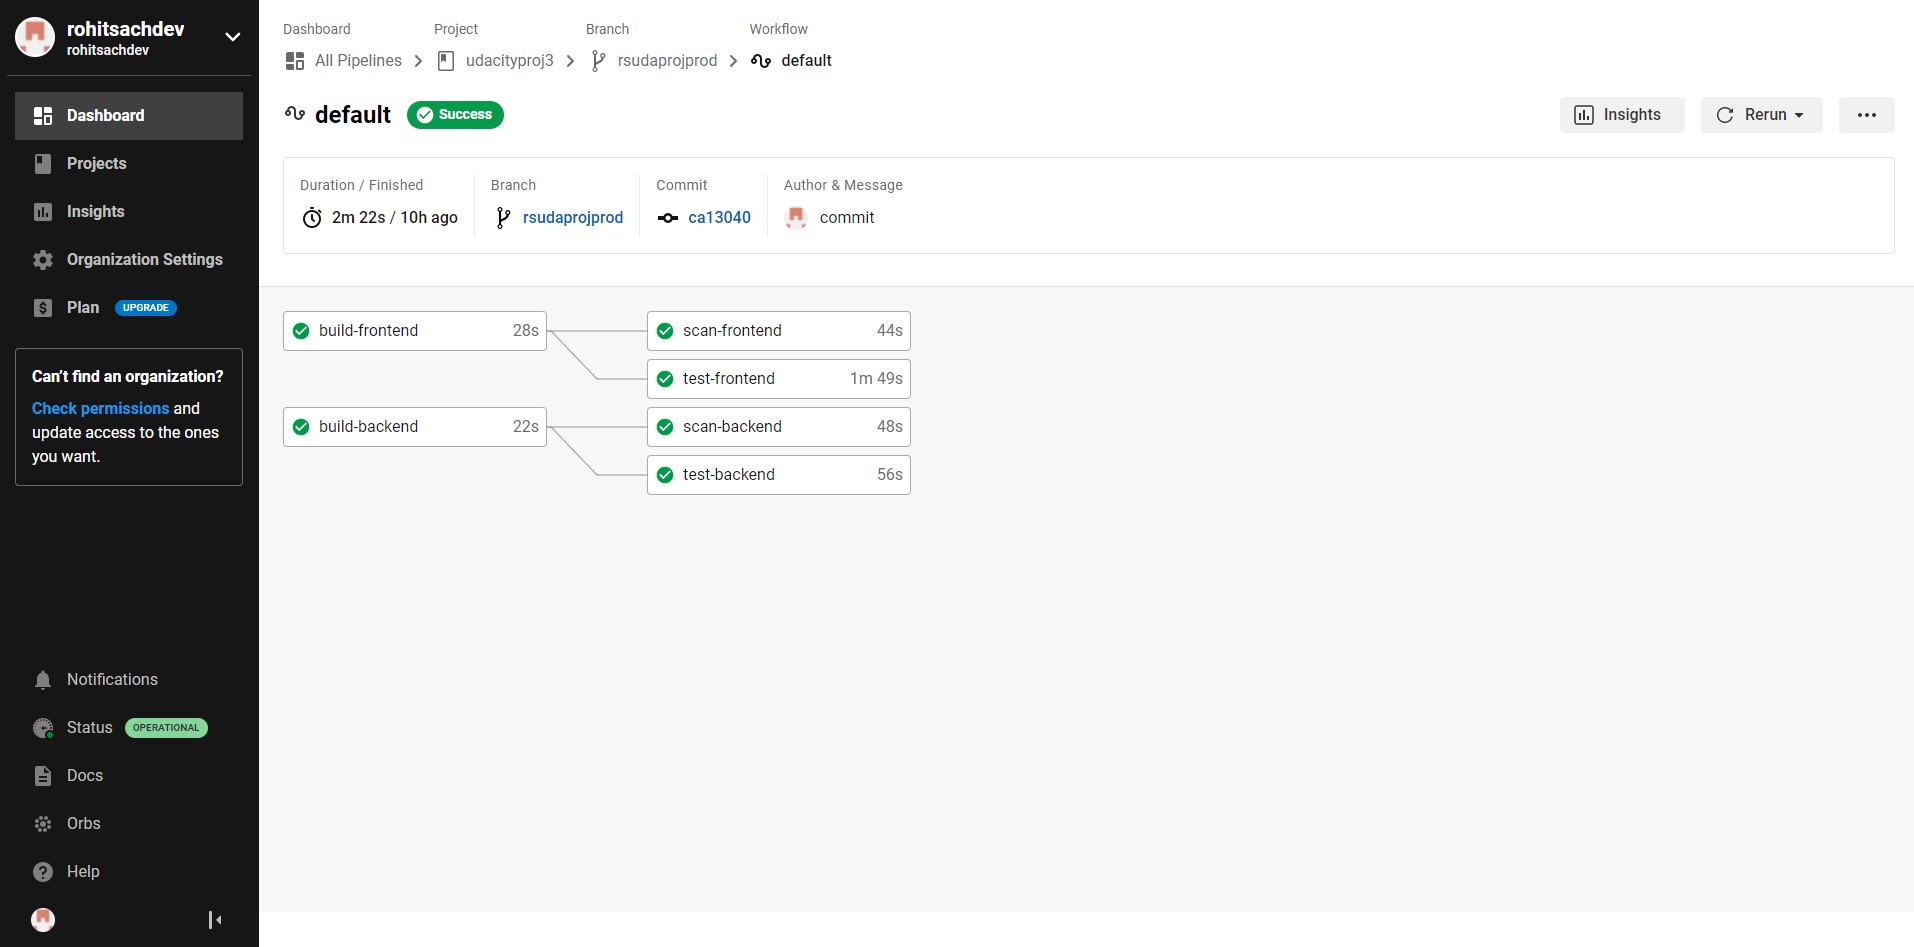 rohitsachdev
rohitsachdev
Dashboard
Projects
Insights
Organization Settings
Plan UPGRADE
Can't find an organization?
Check permissions and
update access to the ones
you want.
Notifications
Status OPERATIONAL
Docs
Orbs
Help
Dashboard Project Branch Workflow
All Pipelines udacityproj3 rsudaprojprod default
default Success
Insights Rerun
Duration / Finished Branch Commit Author & Message
2m 22s / 10h ago rsudaprojprod ca13040 commit
build-frontend 28s scan-frontend 44s
test-frontend 1m 49s
build-backend 22s scan-backend 48s
test-backend 56s